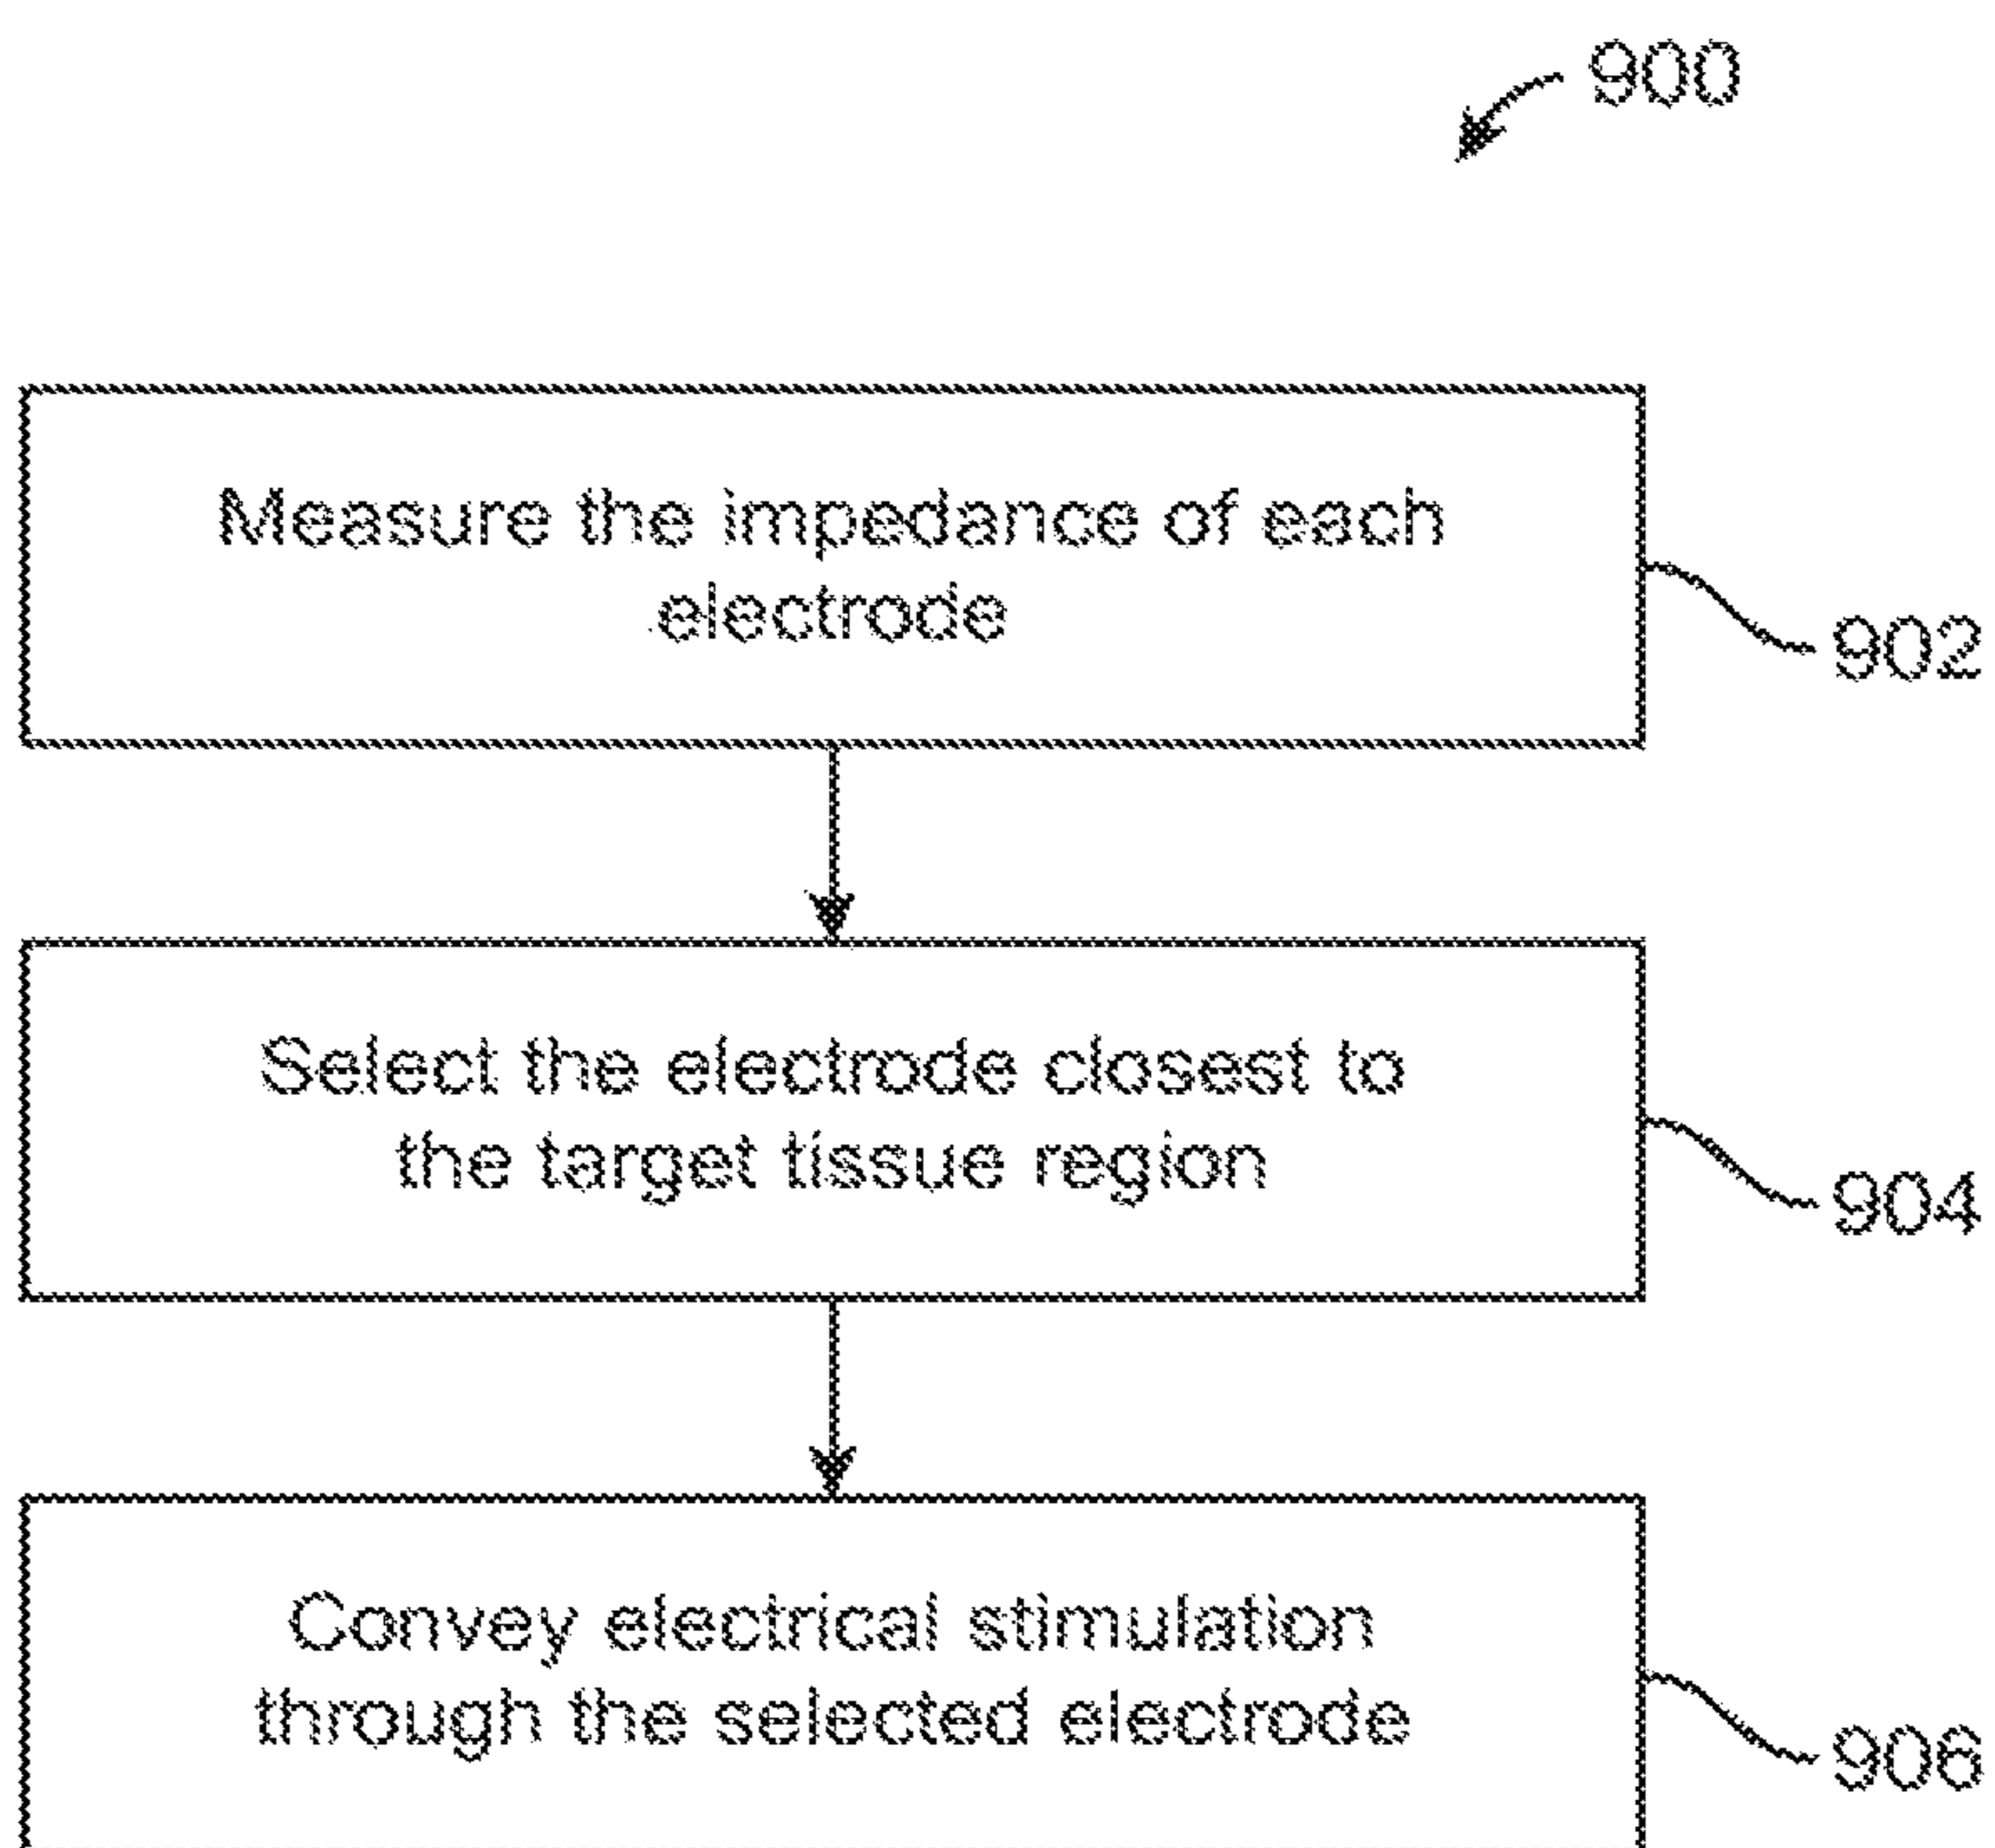 900
Measure the impedance of each
electrode
902
Select the electrode closest to
the target tissue region
904
Convey electrical stimulation
through the selected electrode
906